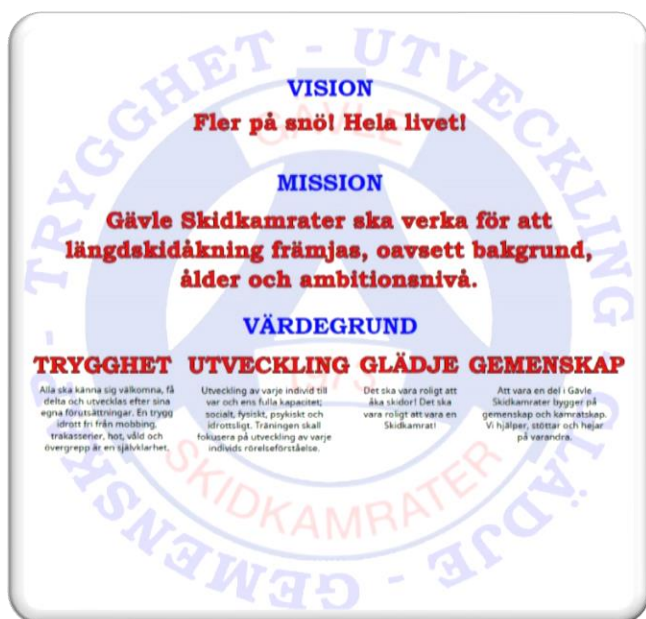 TRYGGHET - UTVECKLING - GLÄDJE - GEMENSKAP -
GÄVLE
SKIDKAMRATER
VISION
Fler på snö! Hela livet!
MISSION
Gävle Skidkamrater ska verka för att
längdskidåkning främjas, oavsett bakgrund,
ålder och ambitionsnivå.
VÄRDEGRUND
TRYGGHET
Alla ska känna sig välkomna, få
delta och utvecklas efter sina
egna förutsättningar. En trygg
idrott fri från mobbing,
trakasserier, hot, våld och
övergrepp är en självklarhet.
UTVECKLING
Utveckling av varje individ till
var och ens fulla kapacitet;
socialt, fysiskt, psykiskt och
idrottsligt. Träningen skall
fokusera på utveckling av varje
individs rörelseförståelse.
GLÄDJE
Det ska vara roligt att
åka skidor! Det ska
vara roligt att vara en
Skidkamrat!
GEMENSKAP
Att vara en del i Gävle
Skidkamrater bygger på
gemenskap och kamratskap.
Vi hjälper, stöttar och hejar
på varandra.